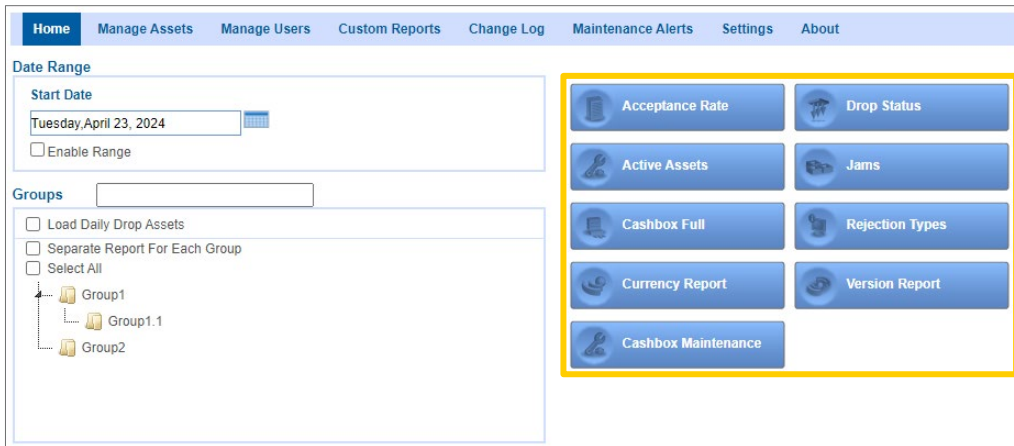 Home Manage Assets Manage Users Custom Reports Change Log Maintenance Alerts Settings About
Date Range
Start Date
Tuesday,April 23, 2024
Enable Range
Groups
Load Daily Drop Assets
Separate Report For Each Group
Select All
Group1
Group1.1
Group2
Acceptance Rate Drop Status
Active Assets Jams
Cashbox Full Rejection Types
Currency Report Version Report
Cashbox Maintenance